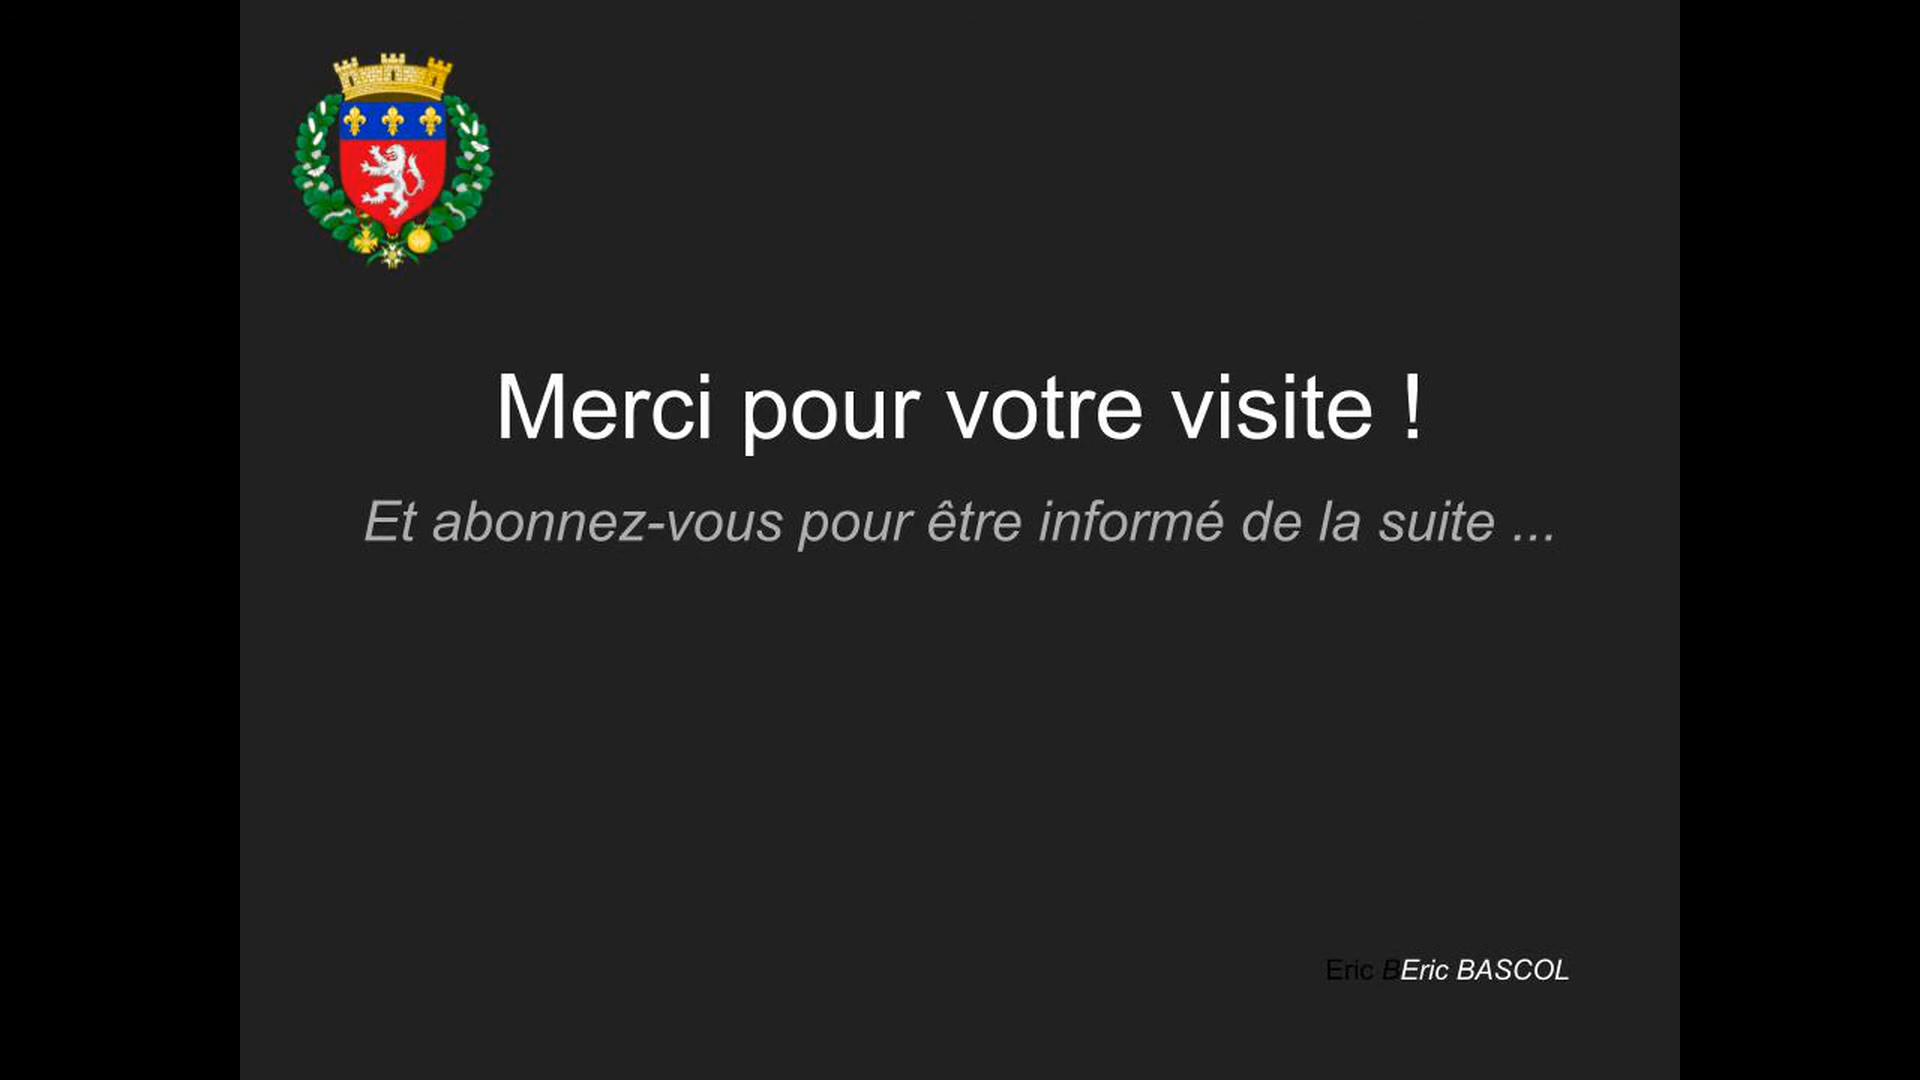 Merci pour votre visite !
Et abonnez-vous pour être informé de la suite ...
Eric BEric BASCOL